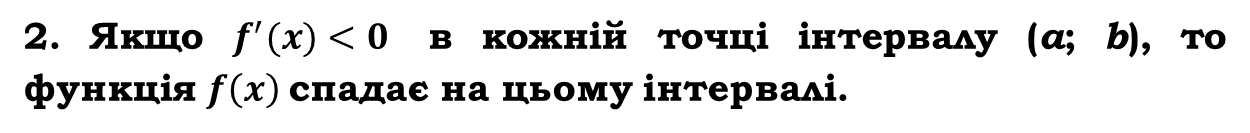 2. Якщо f′(x) < 0 в кожній точці інтервалу (a; b), то
функція f(x) спадає на цьому інтервалі.